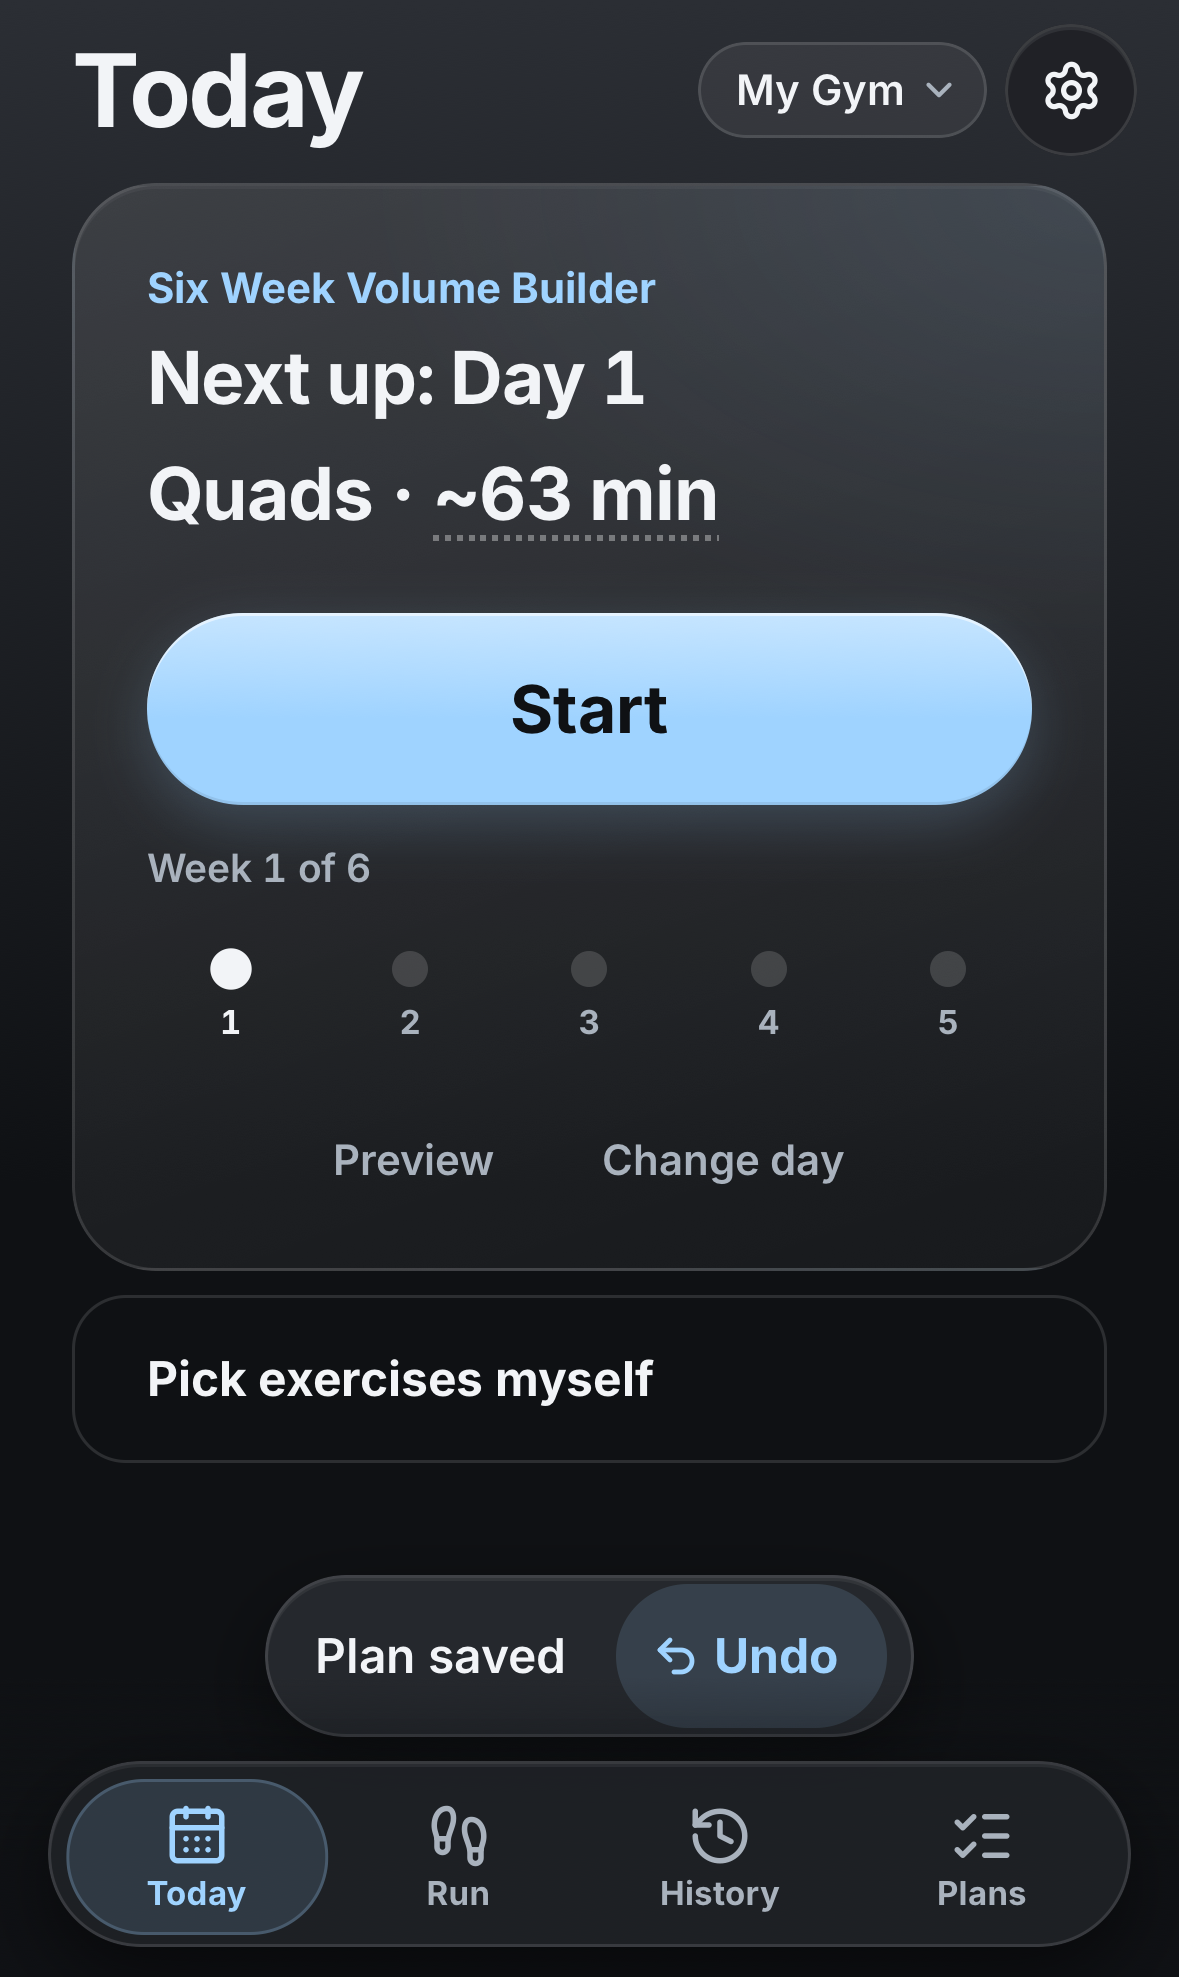 Today
My Gym
Six Week Volume Builder
Next up: Day 1
Quads · ~63 min
Start
Week 1 of 6
1 2 3 4 5
Preview Change day
Pick exercises myself
Plan saved Undo
Today Run History Plans